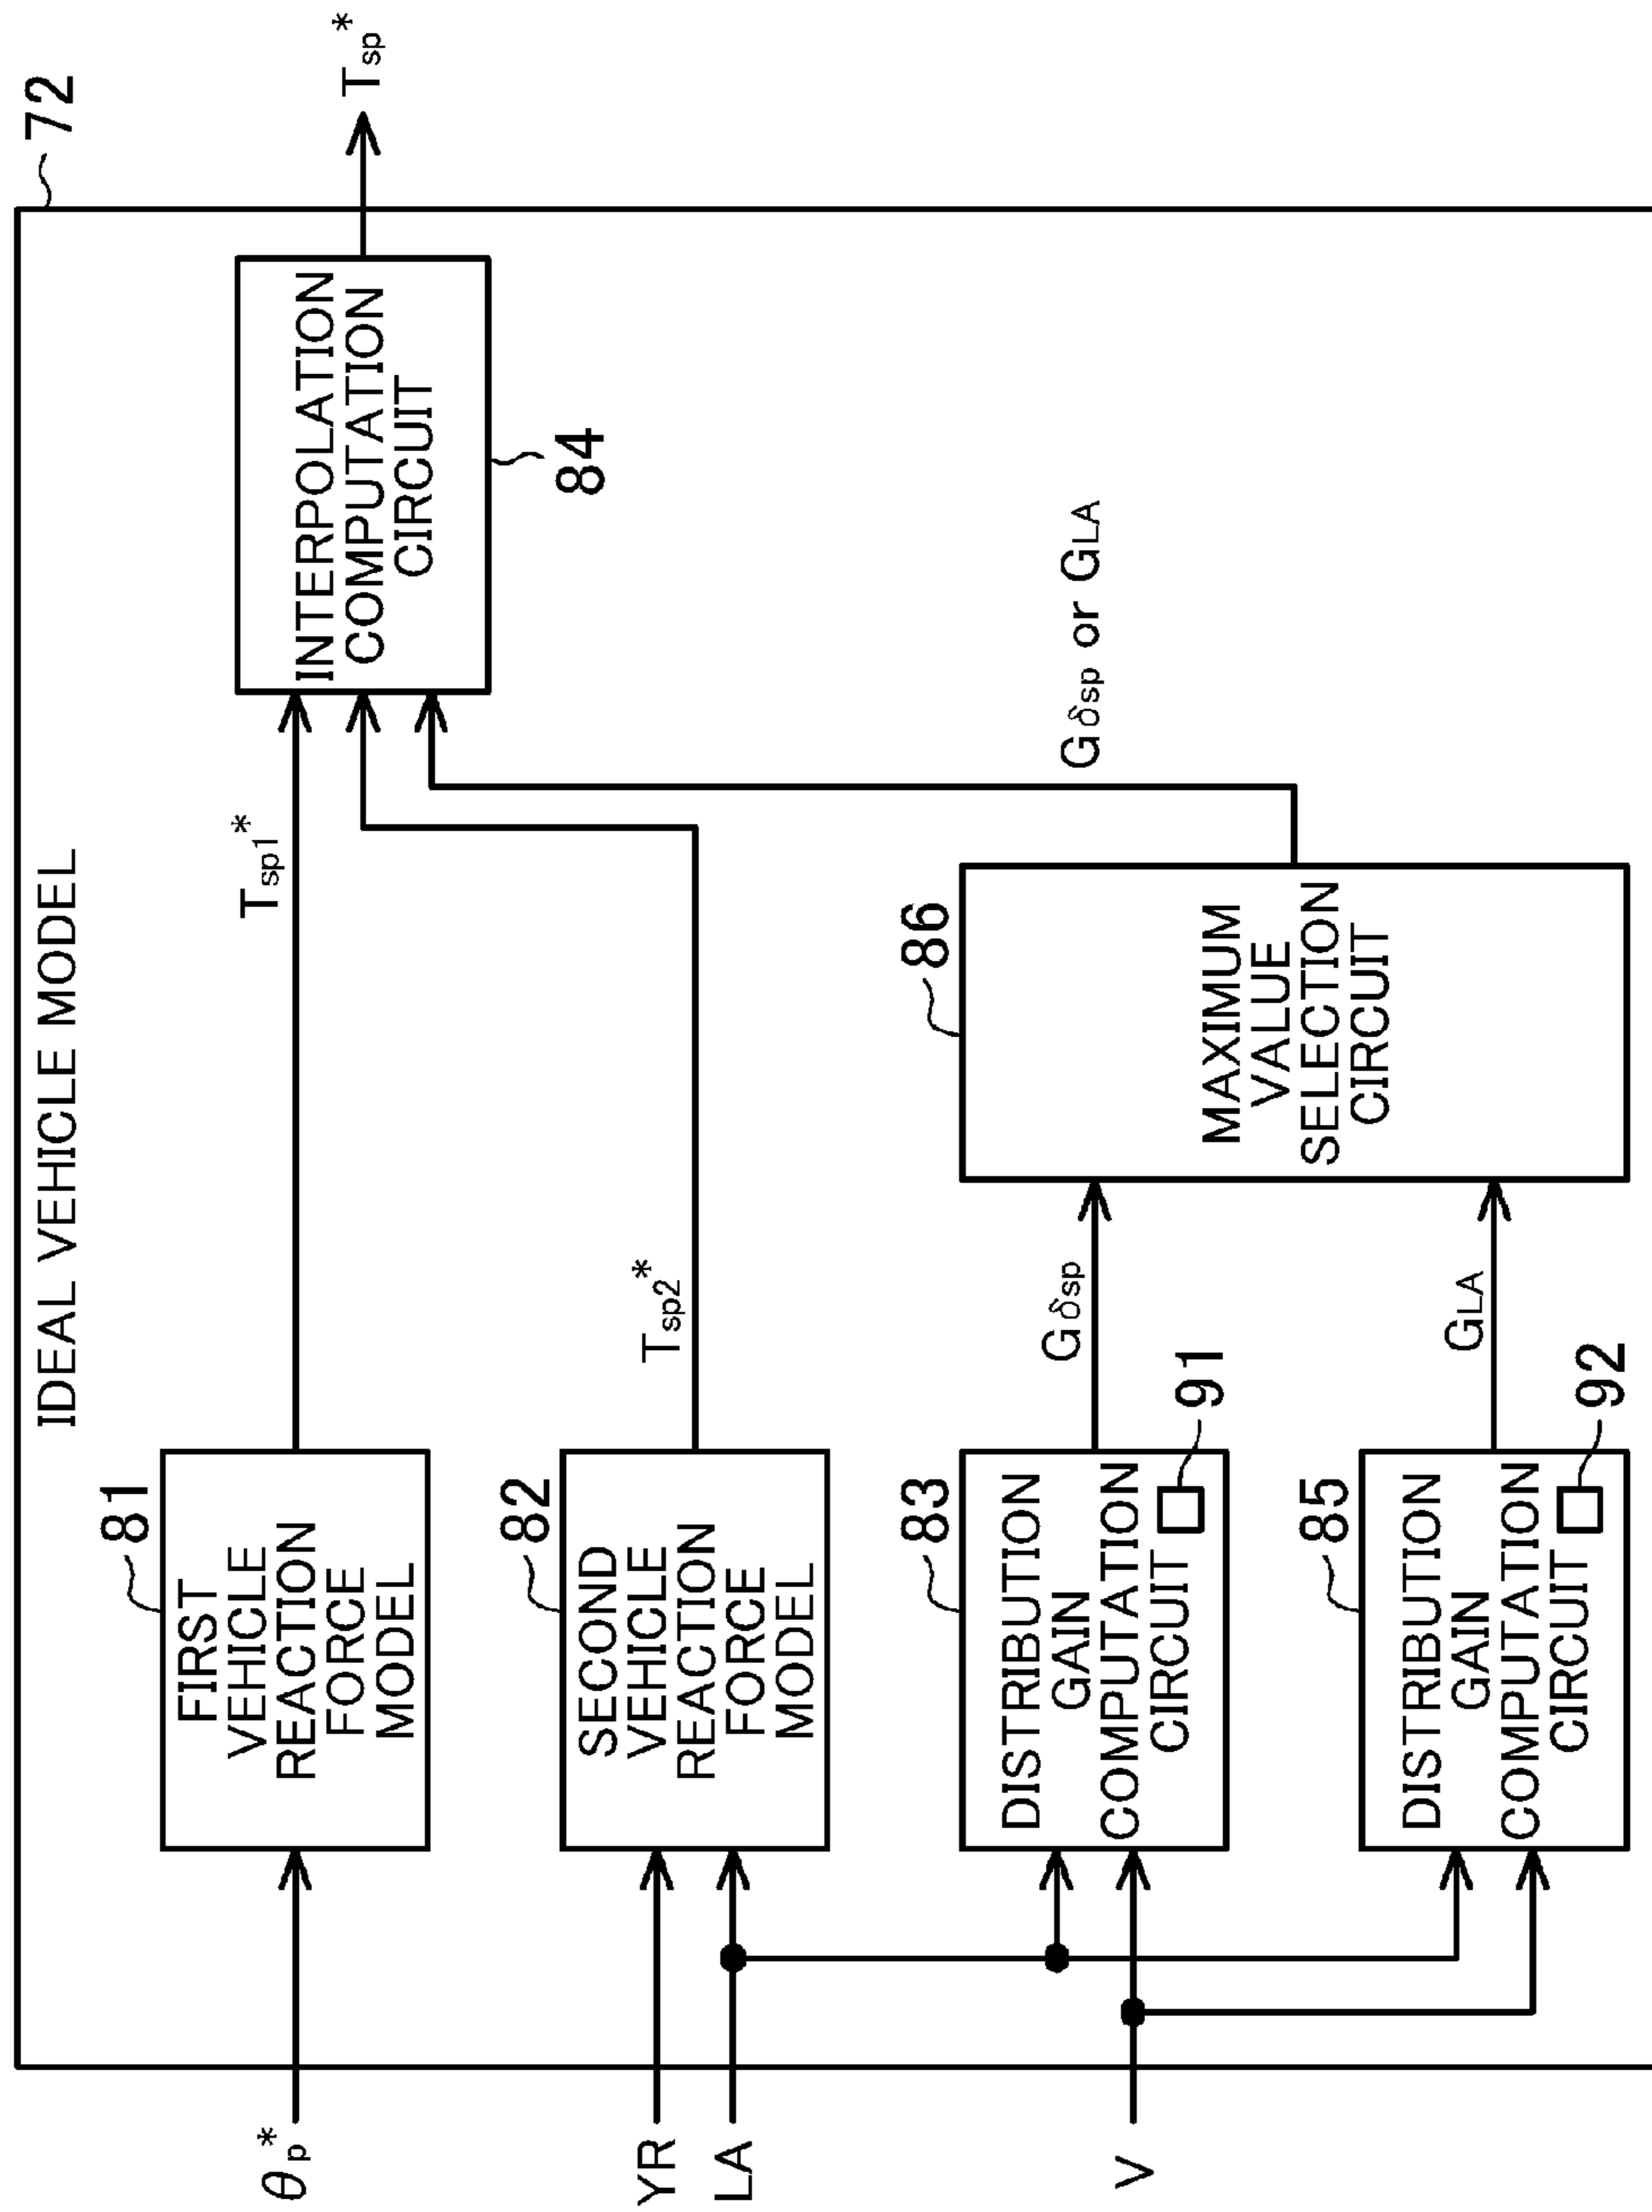 IDEAL VEHICLE MODEL
72
θp*
81
FIRST
VEHICLE
REACTION
FORCE
MODEL
Tsp1*
INTERPOLATION
COMPUTATION
CIRCUIT
84
Tsp*
YR
LA
82
SECOND
VEHICLE
REACTION
FORCE
MODEL
Tsp2*
V
83
DISTRIBUTION
GAIN
COMPUTATION
CIRCUIT
91
Gδsp
86
MAXIMUM
VALUE
SELECTION
CIRCUIT
Gδsp or GLA
85
DISTRIBUTION
GAIN
COMPUTATION
CIRCUIT
92
GLA